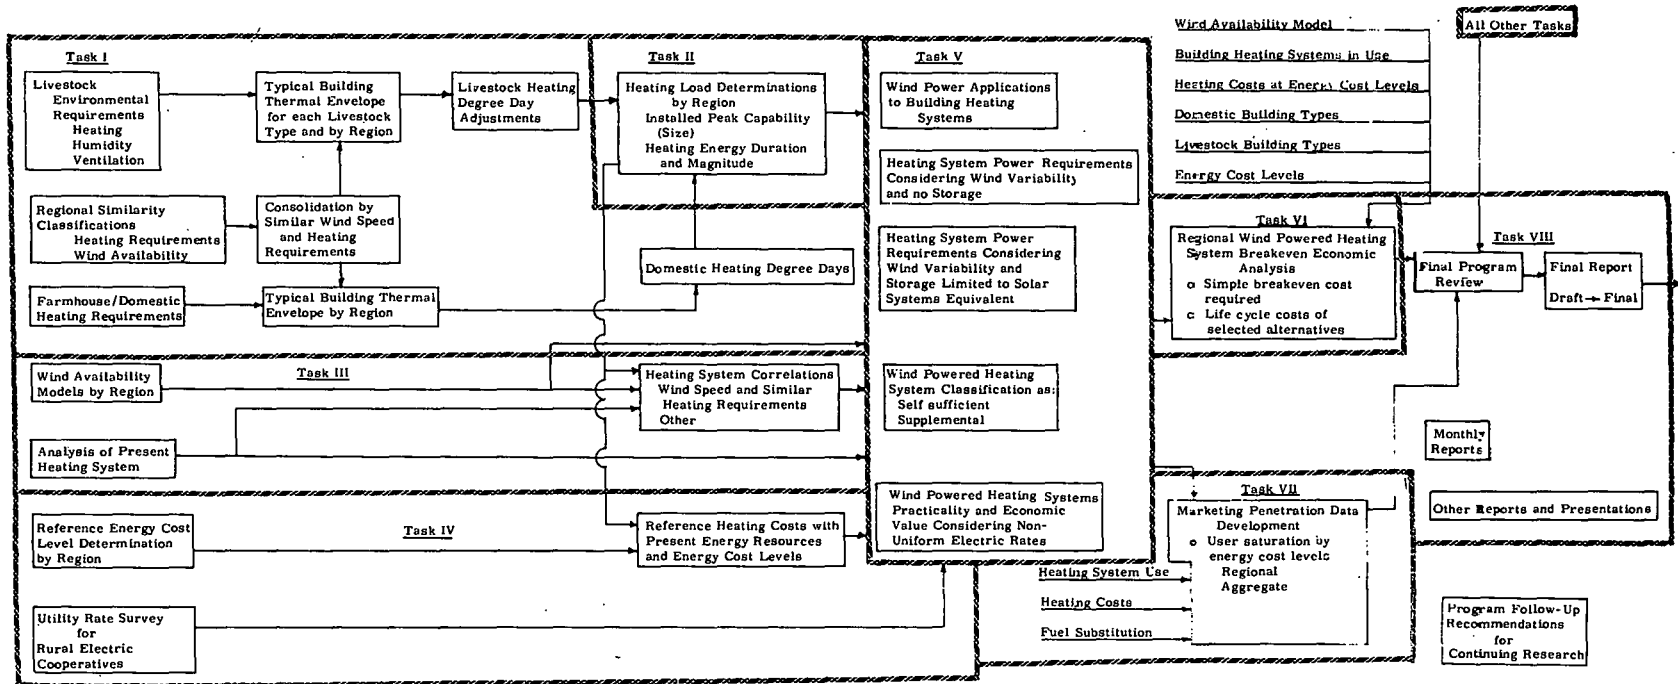 Task I
Livestock
Environmental
Requirements
Heating
Humidity
Ventilation
Typical Building
Thermal Envelope
for each Livestock
Type and by Region
Livestock Heating
Degree Day
Adjustments
Regional Similarity
Classifications
Heating Requirements
Wind Availability
Consolidation by
Similar Wind Speed
and Heating
Requirements
Farmhouse/Domestic
Heating Requirements
Typical Building Thermal
Envelope by Region
Task II
Heating Load Determinations
by Region
Installed Peak Capability
(Size)
Heating Energy Duration
and Magnitude
Domestic Heating Degree Days
Wind Availability
Models by Region
Task III
Heating System Correlations
Wind Speed and Similar
Heating Requirements
Other
Analysis of Present
Heating System
Reference Energy Cost
Level Determination
by Region
Task IV
Reference Heating Costs with
Present Energy Resources
and Energy Cost Levels
Utility Rate Survey
for
Rural Electric
Cooperatives
Task V
Wind Power Applications
to Building Heating
Systems
Heating System Power Requirements
Considering Wind Variability
and no Storage
Heating System Power
Requirements Considering
Wind Variability and
Storage Limited to Solar
Systems Equivalent
Wind Powered Heating
System Classification as:
Self sufficient
Supplemental
Wind Powered Heating Systems
Practicality and Economic
Value Considering Non-
Uniform Electric Rates
Wind Availability Model
Building Heating Systems in Use
Heating Costs at Energy Cost Levels
Domestic Building Types
Livestock Building Types
Energy Cost Levels
Task VI
Regional Wind Powered Heating
System Breakeven Economic
Analysis
o Simple breakeven cost
required
o Life cycle costs of
selected alternatives
Task VII
Marketing Penetration Data
Development
o User saturation by
energy cost levels
Regional
Aggregate
Heating System Use
Heating Costs
Fuel Substitution
All Other Tasks
Task VIII
Final Program
Review
Final Report
Draft → Final
Monthly
Reports
Other Reports and Presentations
Program Follow-Up
Recommendations
for
Continuing Research